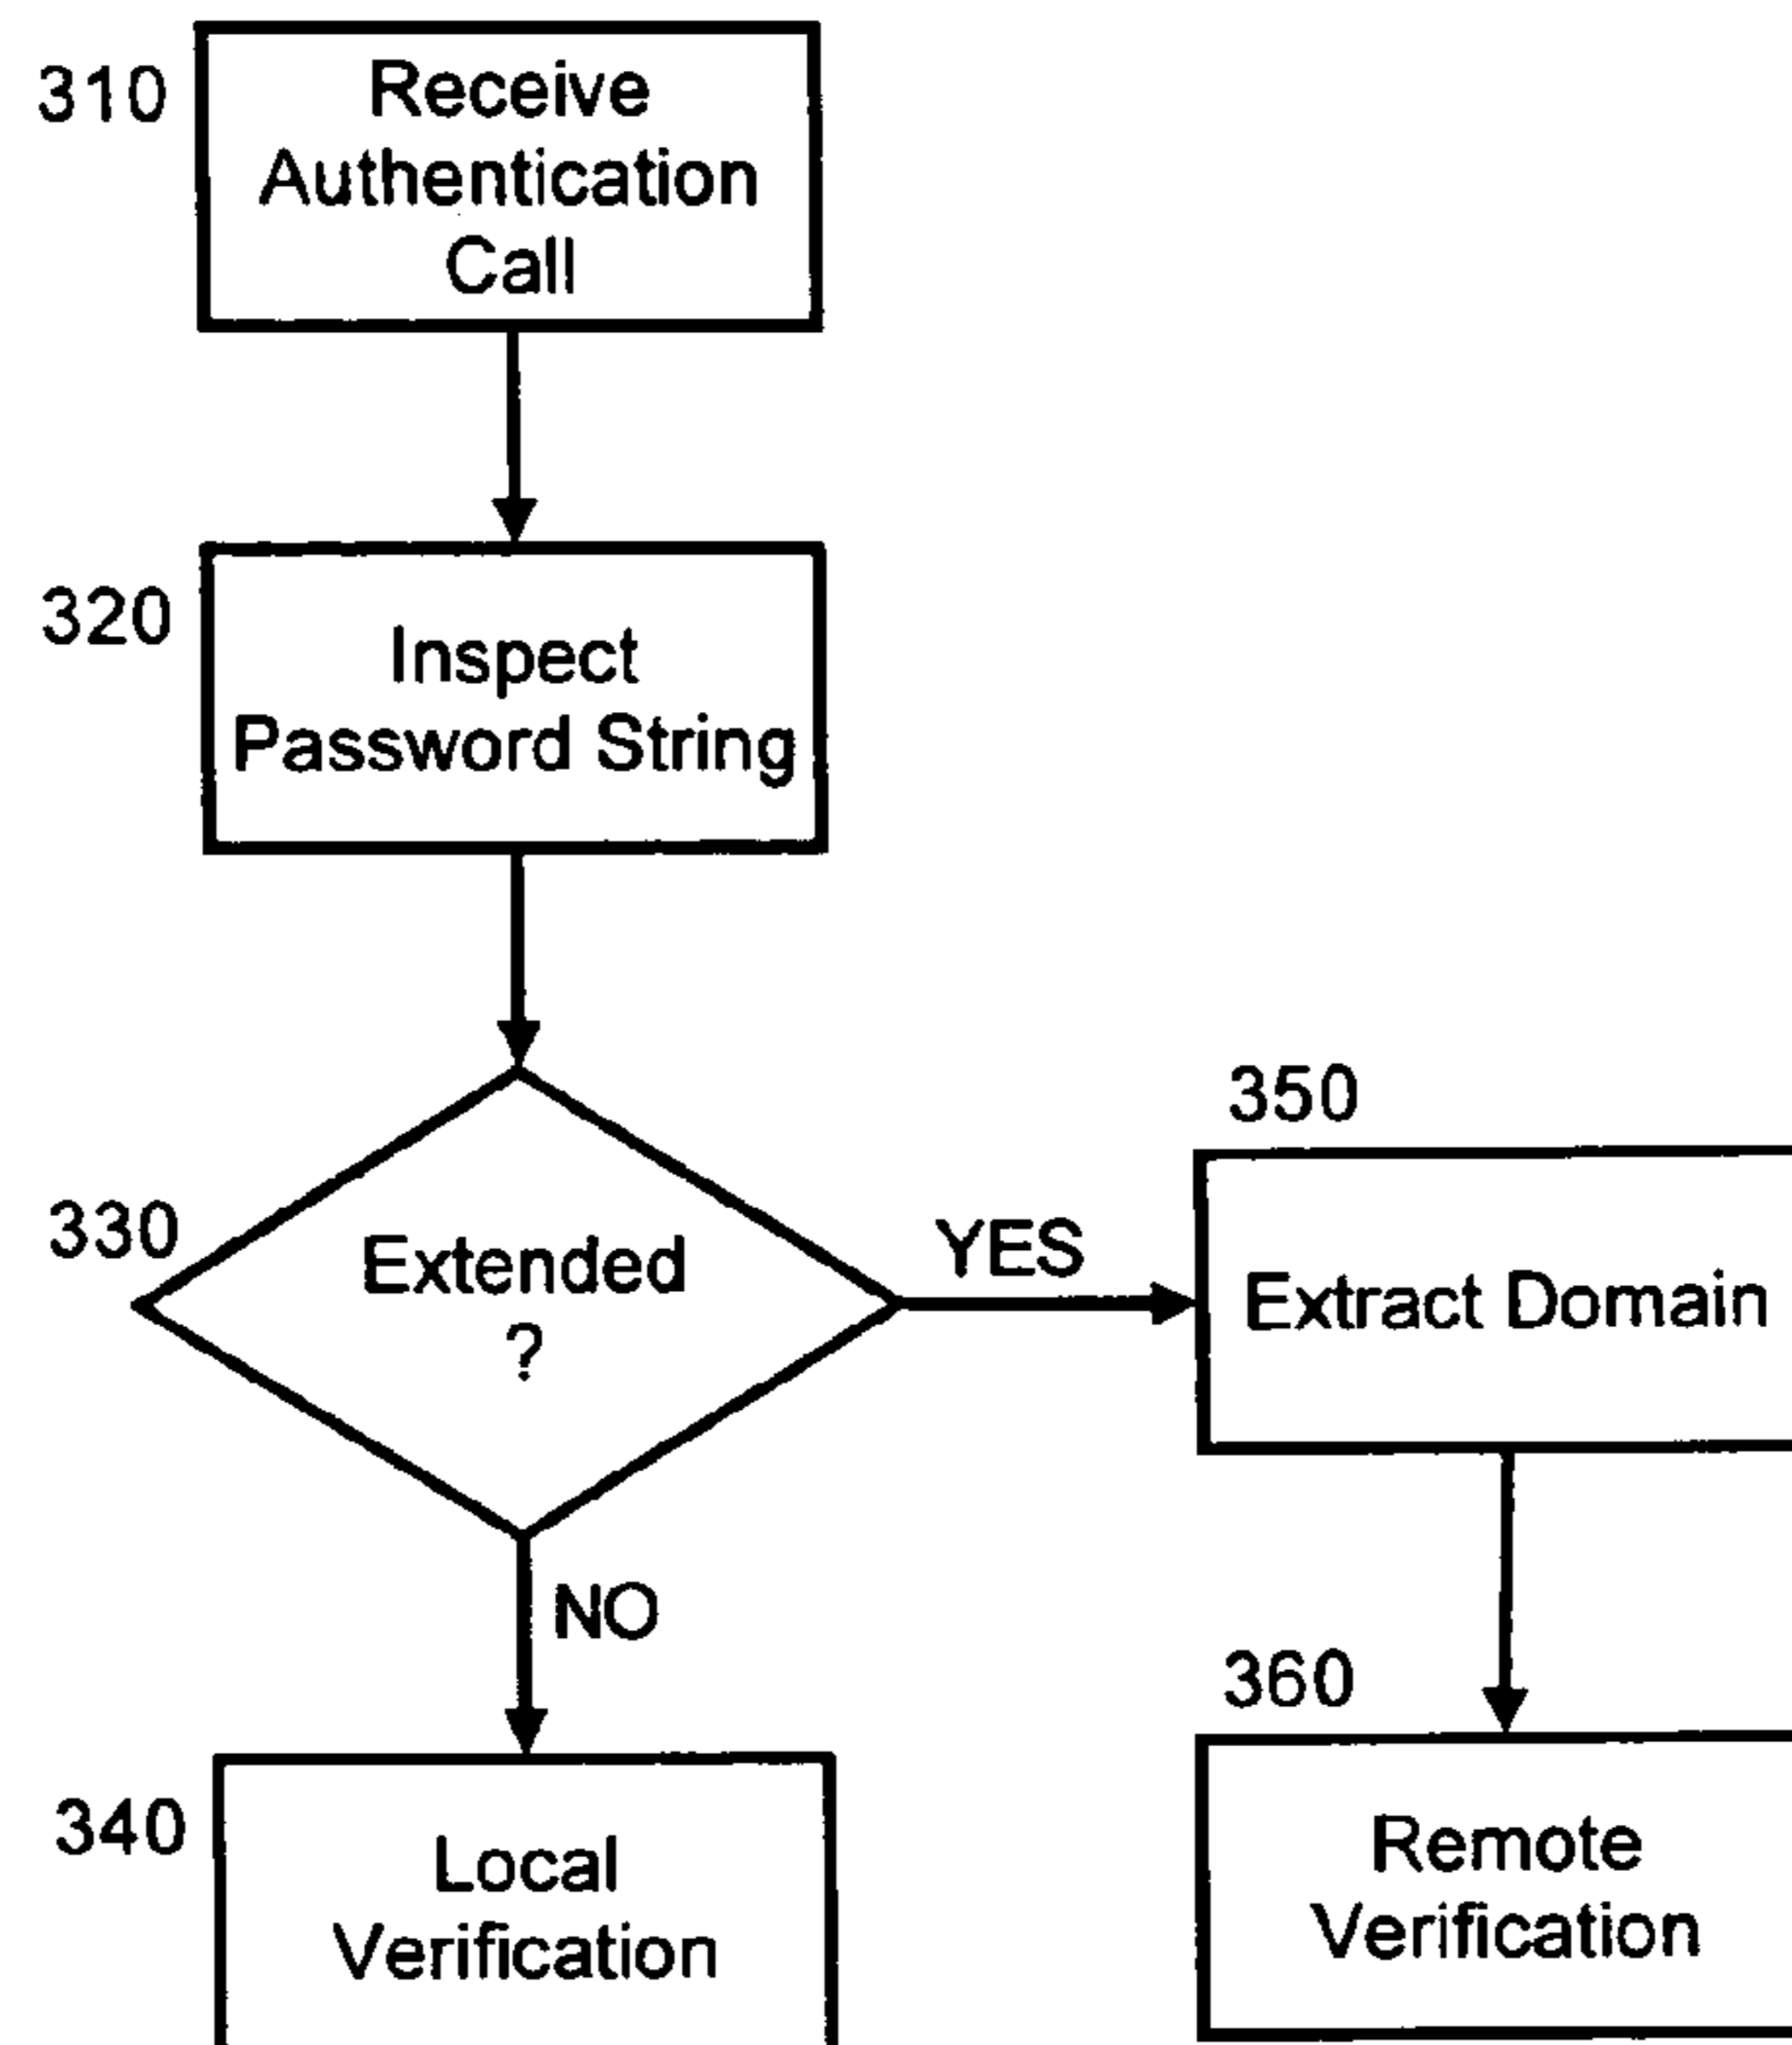 310
Receive
Authentication
Call
320
Inspect
Password String
330
Extended
?
YES
350
Extract Domain
NO
340
Local
Verification
360
Remote
Verification